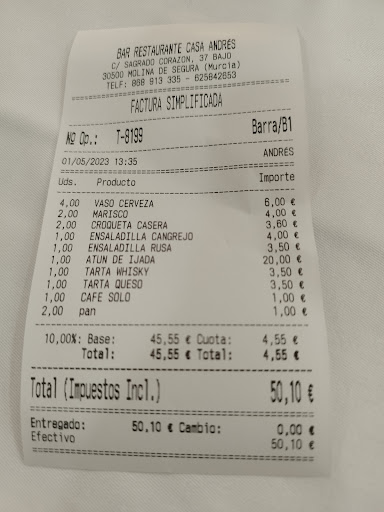 BAR RESTAURANTE CASA ANDRES
C/ SAGRADO CORAZON, 37 BAJO
30500 MOLINA DE SEGURA (Murcia)
TELF: 868 913 335 - 625842653
FACTURA SIMPLIFICADA
Nº Op.: T-8199 Barra/B1
01/05/2023 13:35 ANDRES
Uds. Producto Importe
4,00 VASO CERVEZA 6,00 €
2,00 MARISCO 4,00 €
2,00 CROQUETA CASERA 3,60 €
1,00 ENSALADILLA CANGREJO 4,00 €
1,00 ENSALADILLA RUSA 3,50 €
1,00 ATUN DE IJADA 20,00 €
1,00 TARTA WHISKY 3,50 €
1,00 TARTA QUESO 3,50 €
1,00 CAFE SOLO 1,00 €
2,00 pan 1,00 €
10,00%: Base: 45,55 € Cuota: 4,55 €
Total: 45,55 € Total: 4,55 €
Total (Impuestos Incl.) 50,10 €
Entregado: 50,10 € Cambio: 0,00 €
Efectivo 50,10 €